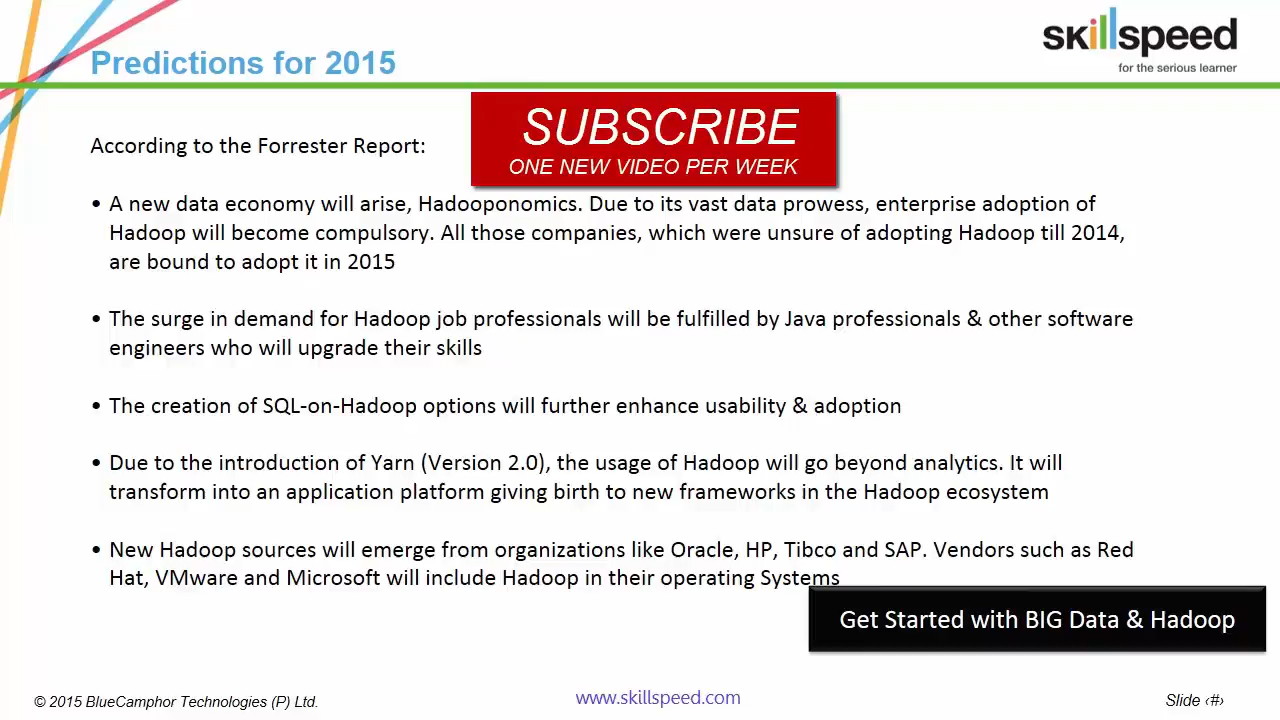 skillspeed
for the serious learner
Predictions for 2015
SUBSCRIBE
ONE NEW VIDEO PER WEEK
According to the Forrester Report:
• A new data economy will arise, Hadooponomics. Due to its vast data prowess, enterprise adoption of
Hadoop will become compulsory. All those companies, which were unsure of adopting Hadoop till 2014,
are bound to adopt it in 2015
• The surge in demand for Hadoop job professionals will be fulfilled by Java professionals & other software
engineers who will upgrade their skills
• The creation of SQL-on-Hadoop options will further enhance usability & adoption
• Due to the introduction of Yarn (Version 2.0), the usage of Hadoop will go beyond analytics. It will
transform into an application platform giving birth to new frameworks in the Hadoop ecosystem
• New Hadoop sources will emerge from organizations like Oracle, HP, Tibco and SAP. Vendors such as Red
Hat, VMware and Microsoft will include Hadoop in their operating Systems
Get Started with BIG Data & Hadoop
© 2015 BlueCamphor Technologies (P) Ltd.
www.skillspeed.com
Slide ‹#›